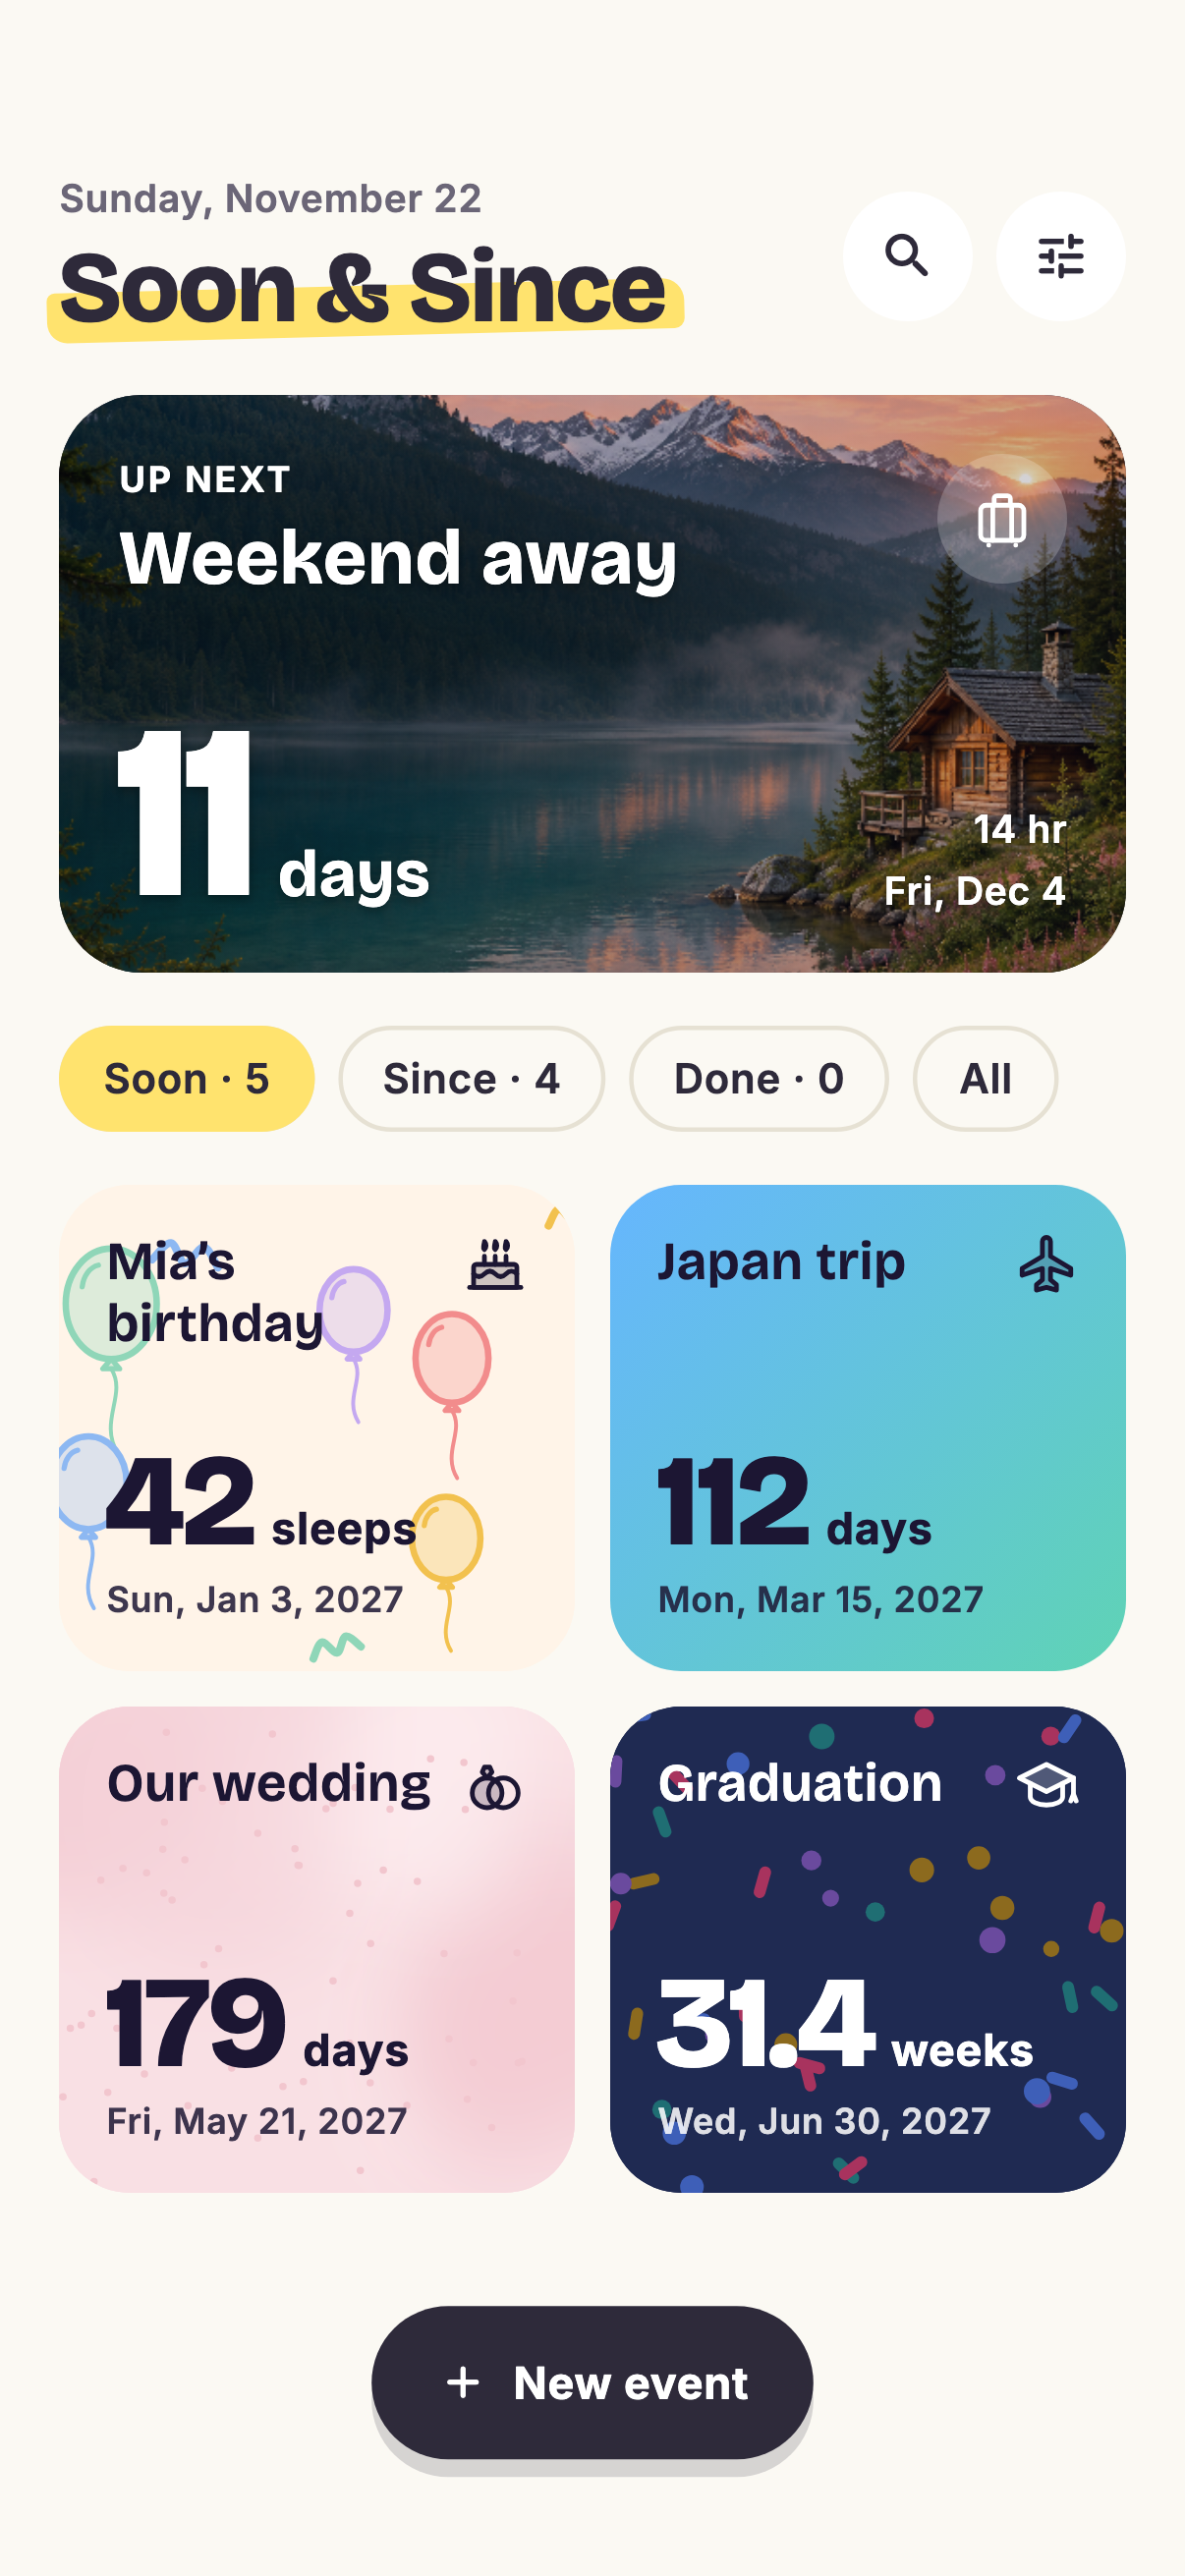 Sunday, November 22
Soon & Since
UP NEXT
Weekend away
11 days
14 hr
Fri, Dec 4
Soon · 5
Since · 4
Done · 0
All
Mia's
birthday
42 sleeps
Sun, Jan 3, 2027
Japan trip
112 days
Mon, Mar 15, 2027
Our wedding
179 days
Fri, May 21, 2027
Graduation
31.4 weeks
Wed, Jun 30, 2027
+ New event